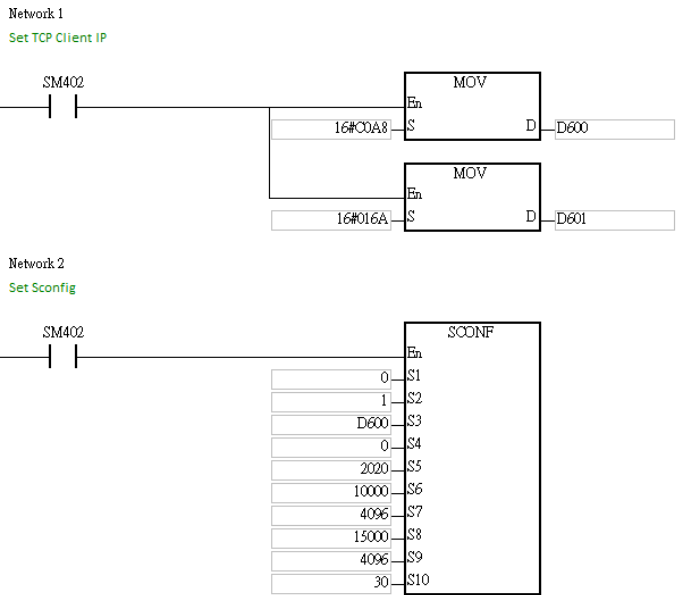 Network 1
Set TCP Client IP
SM402
MOV
En
16#C0A8 S D D600
MOV
En
16#016A S D D601
Network 2
Set Sconfig
SM402
SCONF
En
0 S1
1 S2
D600 S3
0 S4
2020 S5
10000 S6
4096 S7
15000 S8
4096 S9
30 S10